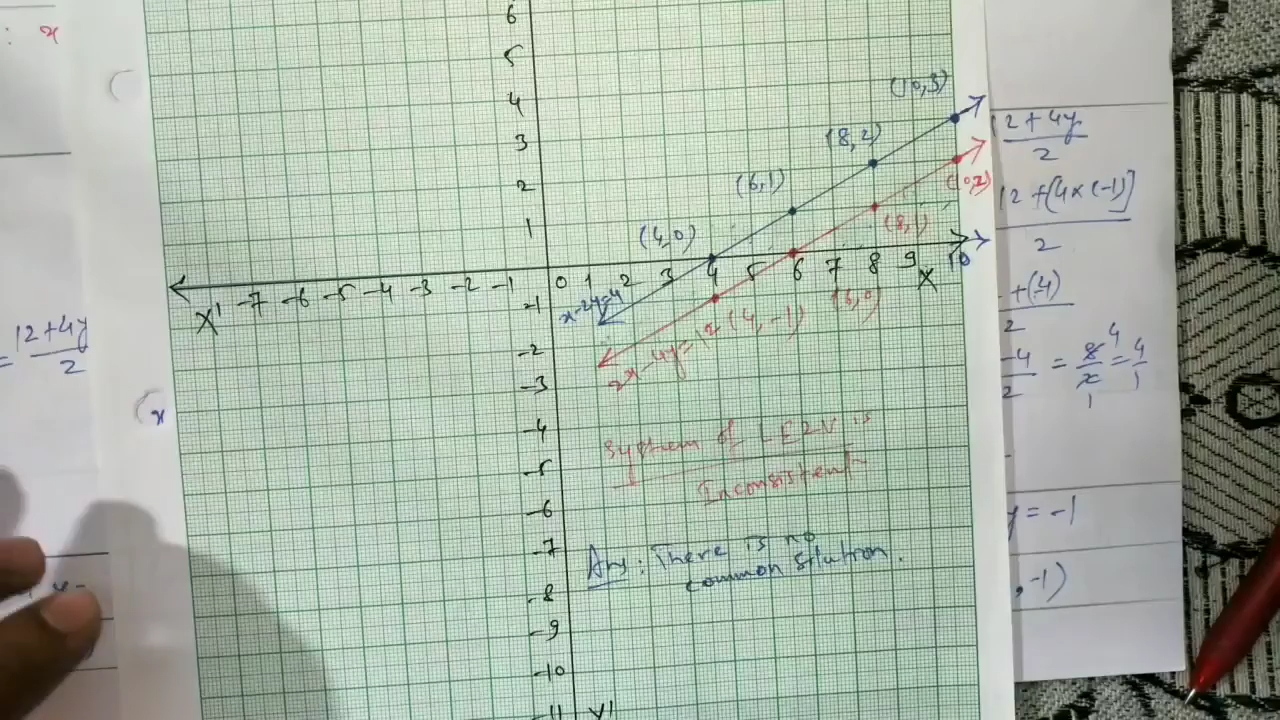 : x
6
5
4
3
2
1
(10,3)
(8,2)
(6,1)
(4,0)
(10,2)
(8,1)
(6,0)
(4,-1)
X' -7 -6 -5 -4 -3 -2 -1 0 1 2 3 4 5 6 7 8 9 X 10
x-2y=4
2x-4y=12
-1
-2
-3
-4
-5
-6
-7
-8
-9
-10
-11 Y'
System of LE2V is
Inconsistent
Ans: There is no
common solution.
= 12+4y
2
x
12+4y
2
12+[4x(-1)]
2
+(4)
2
-4 = 8 4 = 4
2 2 1
1
y=-1
,-1)